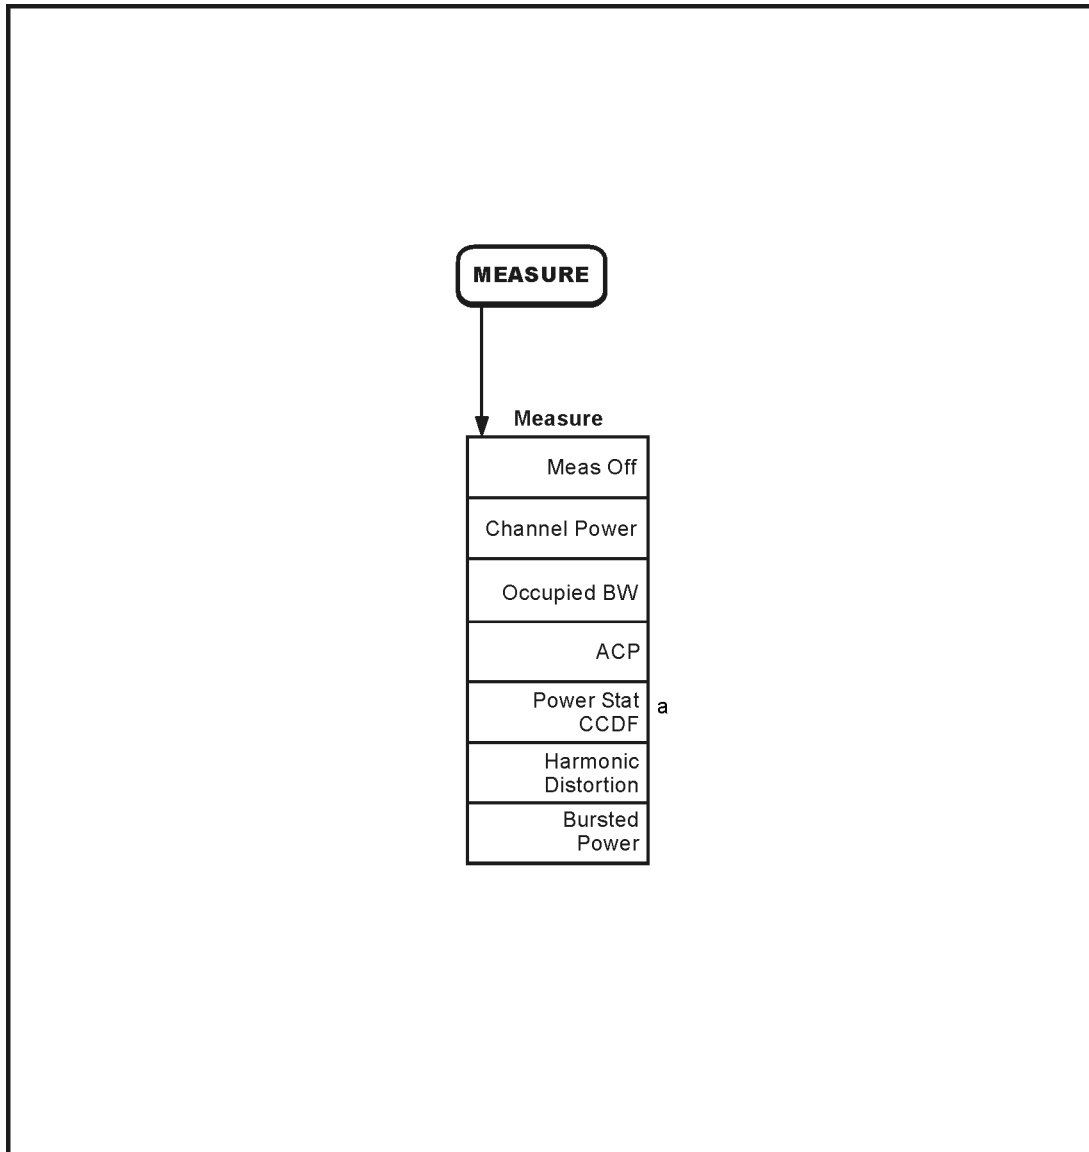 MEASURE
Measure
Meas Off
Channel Power
Occupied BW
ACP
Power Stat
CCDF
a
Harmonic
Distortion
Bursted
Power